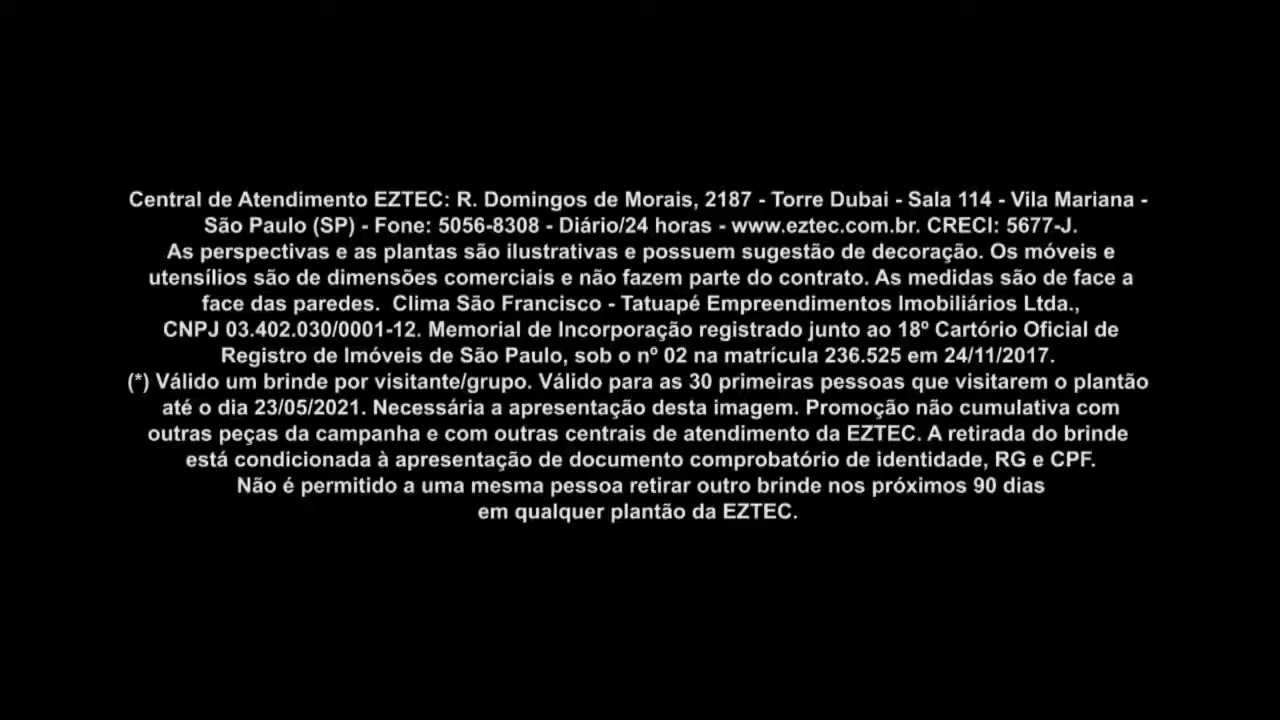 Central de Atendimento EZTEC: R. Domingos de Morais, 2187 - Torre Dubai - Sala 114 - Vila Mariana -
São Paulo (SP) - Fone: 5056-8308 - Diário/24 horas - www.eztec.com.br. CRECI: 5677-J.
As perspectivas e as plantas são ilustrativas e possuem sugestão de decoração. Os móveis e
utensílios são de dimensões comerciais e não fazem parte do contrato. As medidas são de face a
face das paredes.  Clima São Francisco - Tatuapé Empreendimentos Imobiliários Ltda.,
CNPJ 03.402.030/0001-12. Memorial de Incorporação registrado junto ao 18º Cartório Oficial de
Registro de Imóveis de São Paulo, sob o nº 02 na matrícula 236.525 em 24/11/2017.
(*) Válido um brinde por visitante/grupo. Válido para as 30 primeiras pessoas que visitarem o plantão
até o dia 23/05/2021. Necessária a apresentação desta imagem. Promoção não cumulativa com
outras peças da campanha e com outras centrais de atendimento da EZTEC. A retirada do brinde
está condicionada à apresentação de documento comprobatório de identidade, RG e CPF.
Não é permitido a uma mesma pessoa retirar outro brinde nos próximos 90 dias
em qualquer plantão da EZTEC.